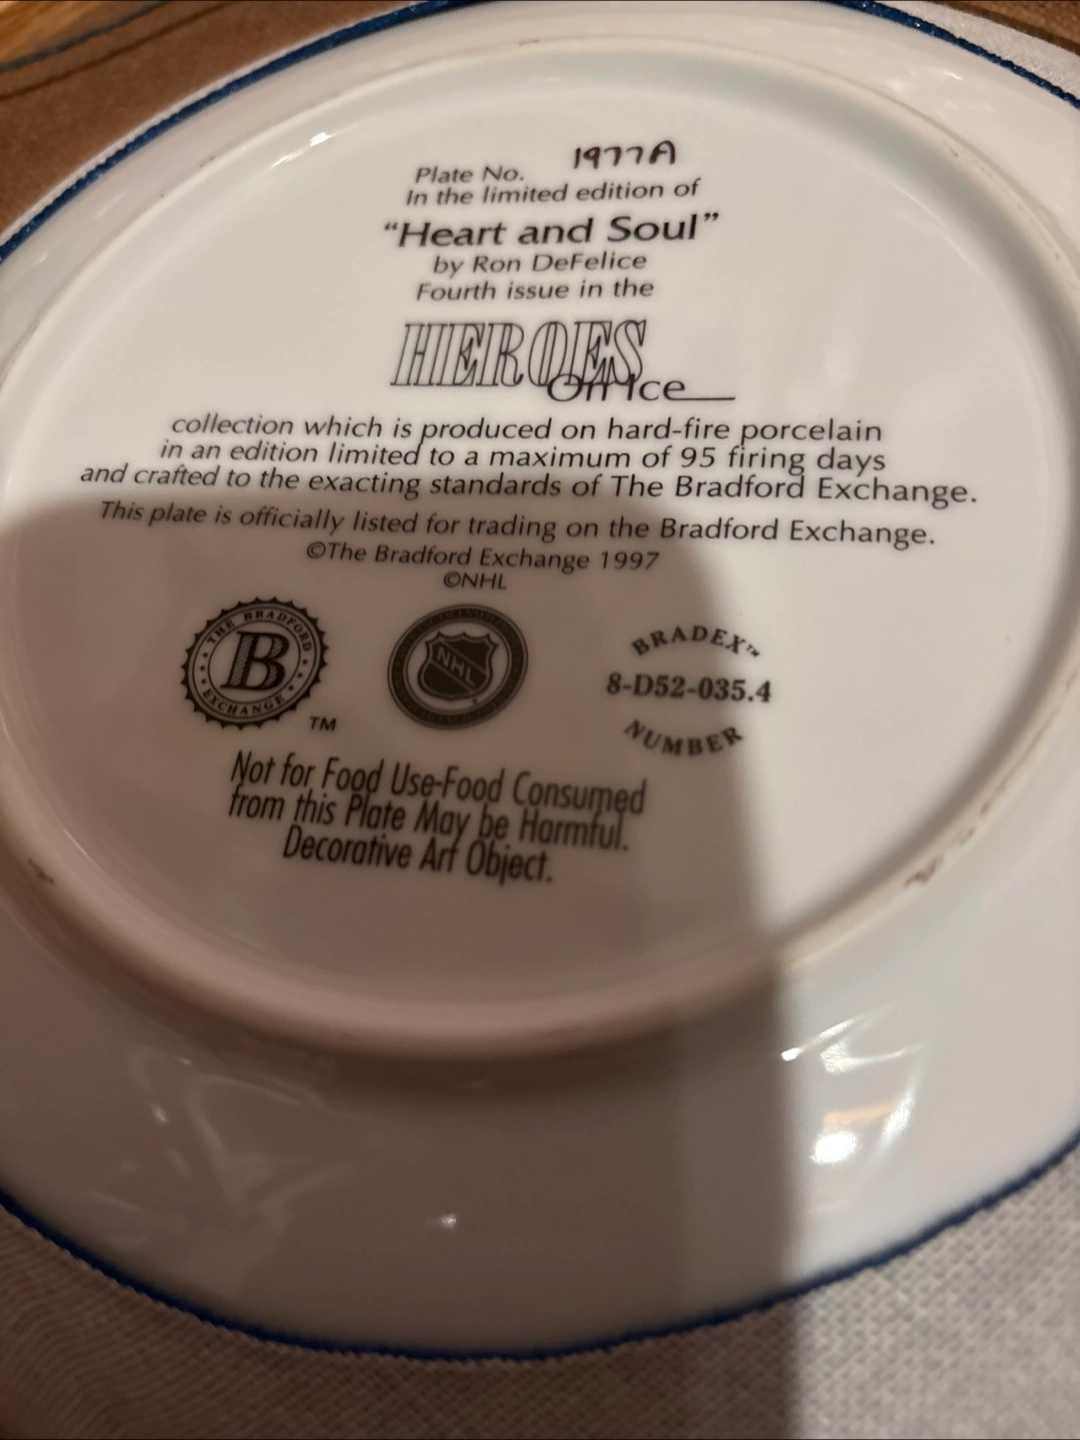 Plate No. 1977A
In the limited edition of
“Heart and Soul”
by Ron DeFelice
Fourth issue in the
HEROES
On Ice
collection which is produced on hard-fire porcelain
in an edition limited to a maximum of 95 firing days
and crafted to the exacting standards of The Bradford Exchange.
This plate is officially listed for trading on the Bradford Exchange.
©The Bradford Exchange 1997
©NHL
THE BRADFORD
B
EXCHANGE
TM
NHL
BRADEX™
8-D52-035.4
NUMBER
Not for Food Use-Food Consumed
from this Plate May be Harmful.
Decorative Art Object.